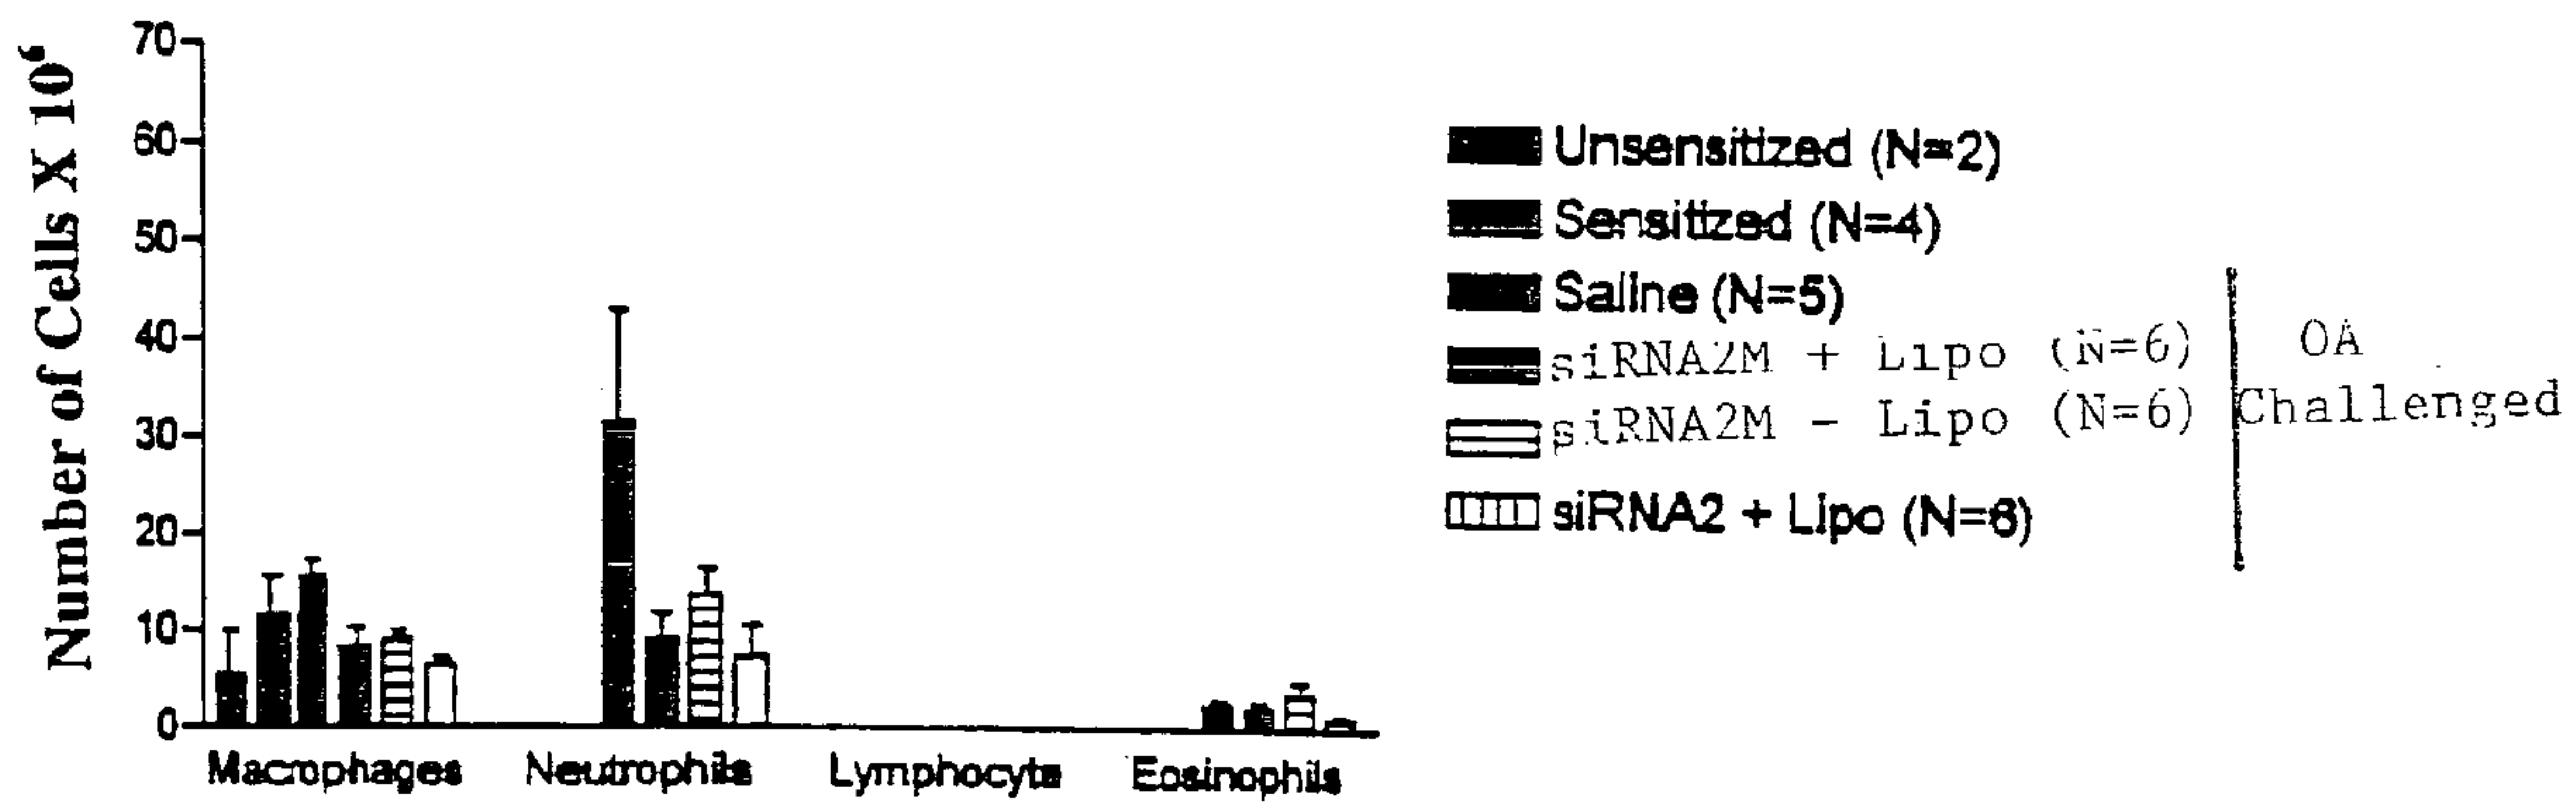 Number of Cells X 10⁶
70
60
50
40
30
20
10
0
Macrophages Neutrophils Lymphocyte Eosinophils
Unsensitized (N=2)
Sensitized (N=4)
Saline (N=5)
siRNA2M + Lipo (N=6)
siRNA2M - Lipo (N=6)
siRNA2 + Lipo (N=6)
OA
Challenged